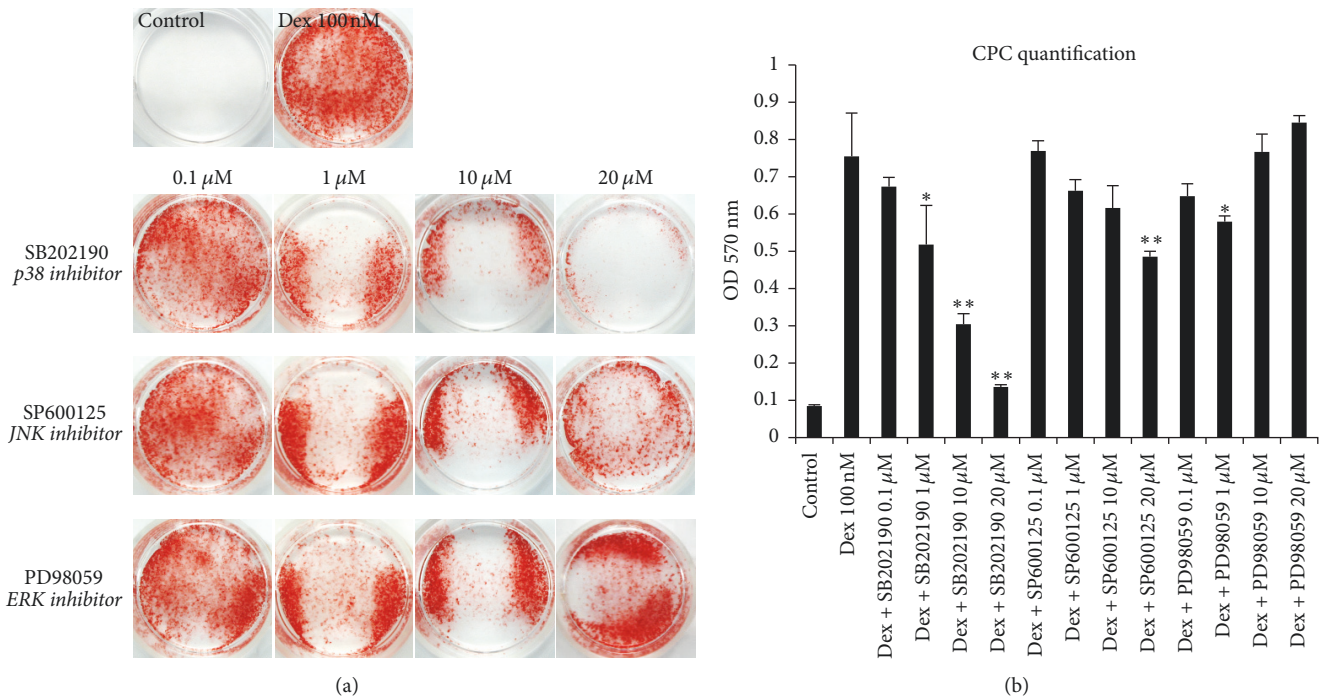 Control
Dex 100 nM
0.1 μM
1 μM
10 μM
20 μM
SB202190
p38 inhibitor
SP600125
JNK inhibitor
PD98059
ERK inhibitor
(a)
CPC quantification
OD 570 nm
1
0.9
0.8
0.7
0.6
0.5
0.4
0.3
0.2
0.1
0
*
**
**
**
*
Control
Dex 100 nM
Dex + SB202190 0.1 μM
Dex + SB202190 1 μM
Dex + SB202190 10 μM
Dex + SB202190 20 μM
Dex + SP600125 0.1 μM
Dex + SP600125 1 μM
Dex + SP600125 10 μM
Dex + SP600125 20 μM
Dex + PD98059 0.1 μM
Dex + PD98059 1 μM
Dex + PD98059 10 μM
Dex + PD98059 20 μM
(b)